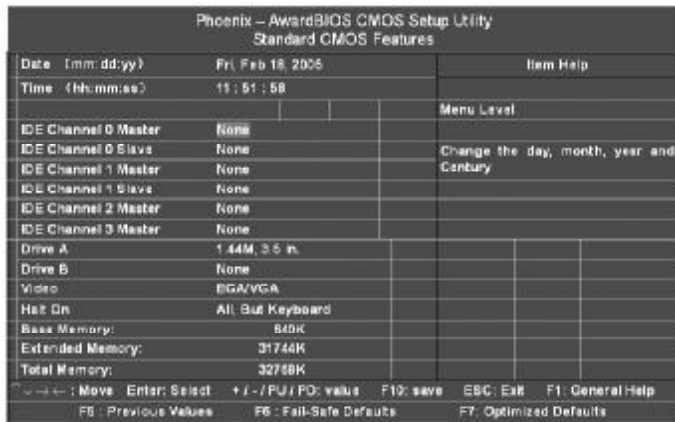 Phoenix – AwardBIOS CMOS Setup Utility
Standard CMOS Features
Date (mm:dd:yy) Fri, Feb 18, 2005 Item Help
Time (hh:mm:ss) 11 : 51 : 58
Menu Level
IDE Channel 0 Master None
IDE Channel 0 Slave None Change the day, month, year and
IDE Channel 1 Master None Century
IDE Channel 1 Slave None
IDE Channel 2 Master None
IDE Channel 3 Master None
Drive A 1.44M, 3.5 in.
Drive B None
Video EGA/VGA
Halt On All, But Keyboard
Base Memory: 640K
Extended Memory: 31744K
Total Memory: 32768K
: Move Enter: Select + / - / PU / PD: value F10: save ESC: Exit F1: General Help
F5 : Previous Values F6 : Fail-Safe Defaults F7: Optimized Defaults